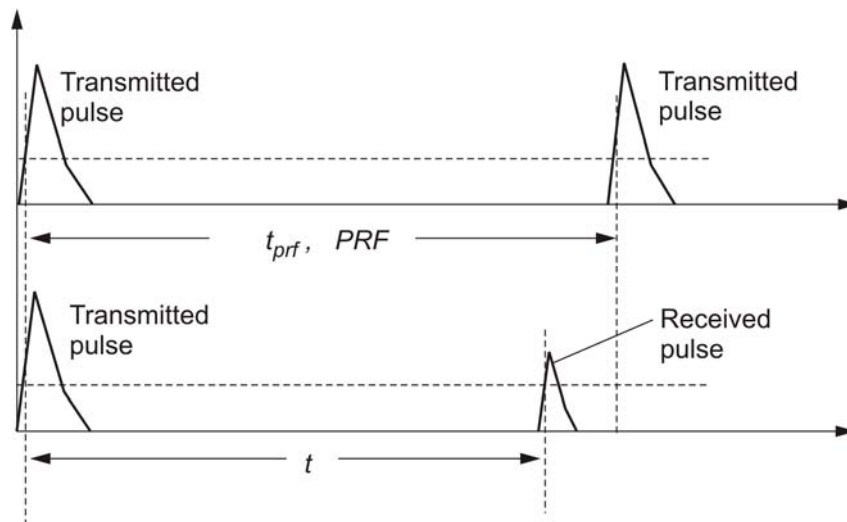 Transmitted
pulse
Transmitted
pulse
t_prf, PRF
Transmitted
pulse
Received
pulse
t